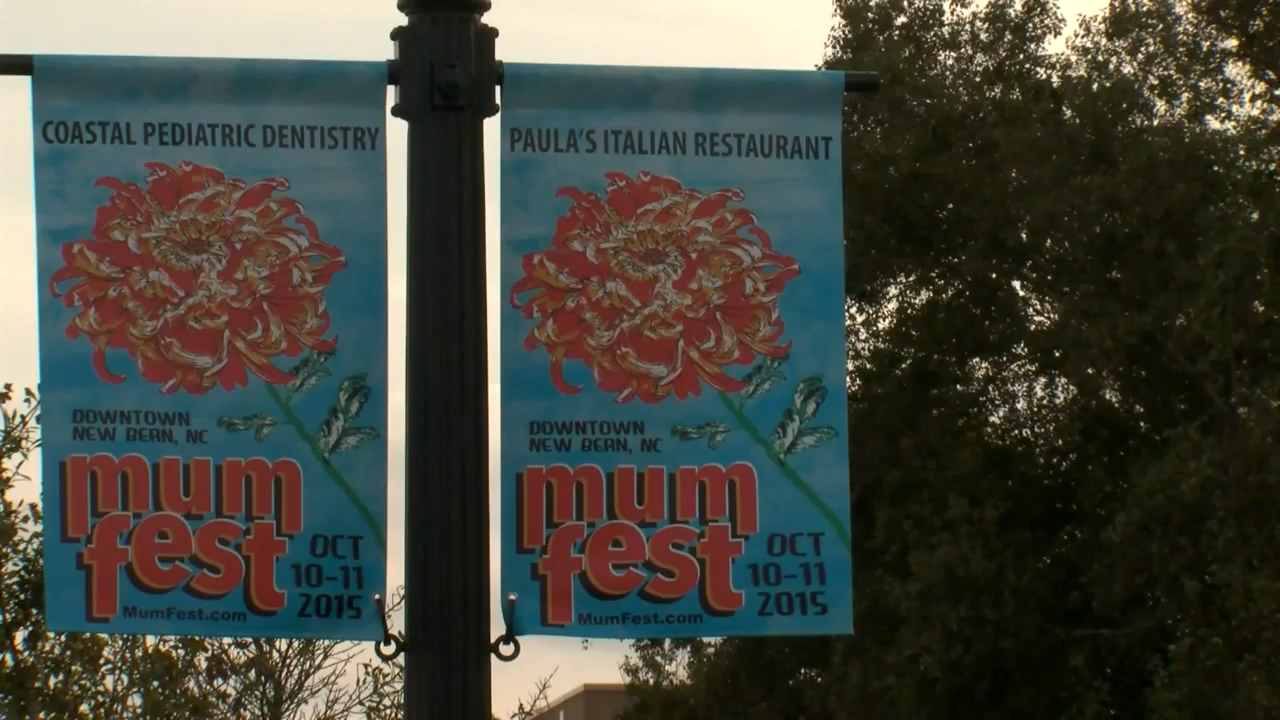 COASTAL PEDIATRIC DENTISTRY
DOWNTOWN
NEW BERN, NC
mum
fest
OCT
10-11
2015
MumFest.com
PAULA'S ITALIAN RESTAURANT
DOWNTOWN
NEW BERN, NC
mum
fest
OCT
10-11
2015
MumFest.com